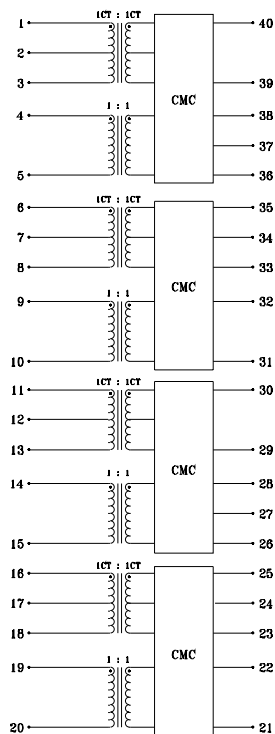 1CT : 1CT
1 40
2
3 39
CMC
4 1 : 1 38
37
5 36
1CT : 1CT
6 35
7 34
8 33
CMC
1 : 1
9 32
10 31
1CT : 1CT
11 30
12
13 29
CMC
1 : 1
14 28
27
15 26
1CT : 1CT
16 25
17 24
18 23
CMC
1 : 1
19 22
20 21